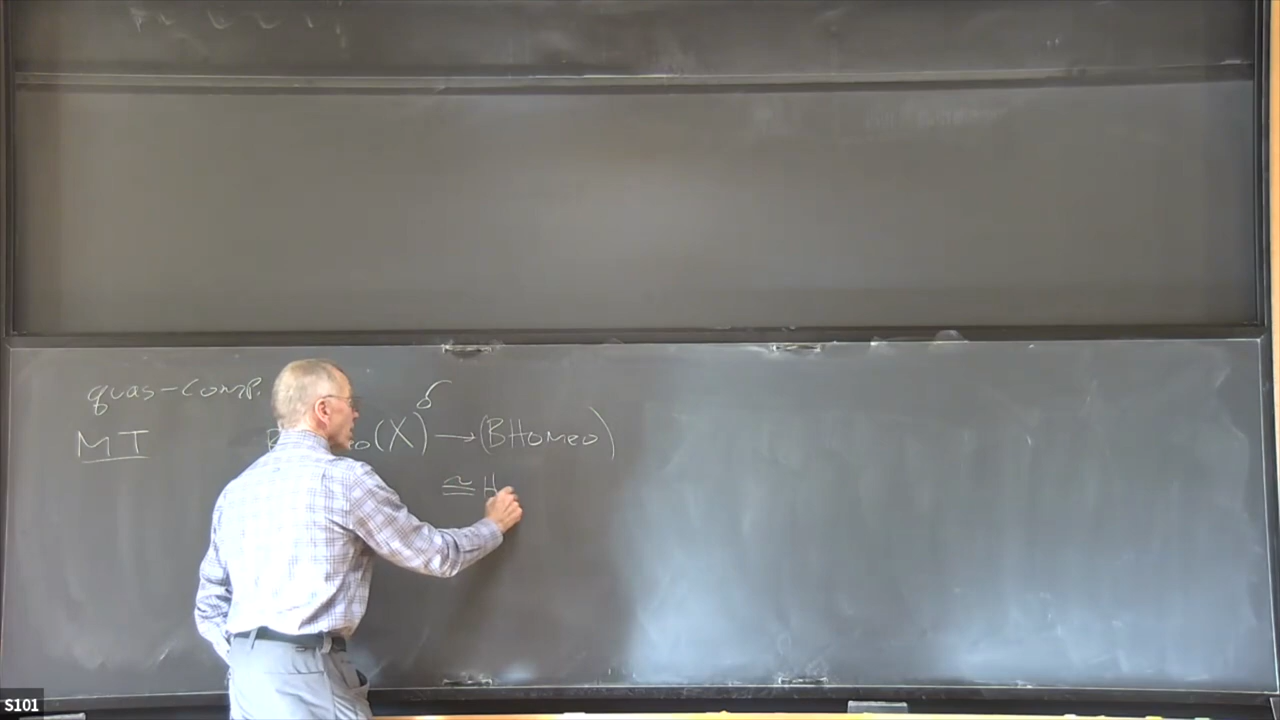 quas-comp.
MT (X)^δ → (BHomeo)
≅ H
S101